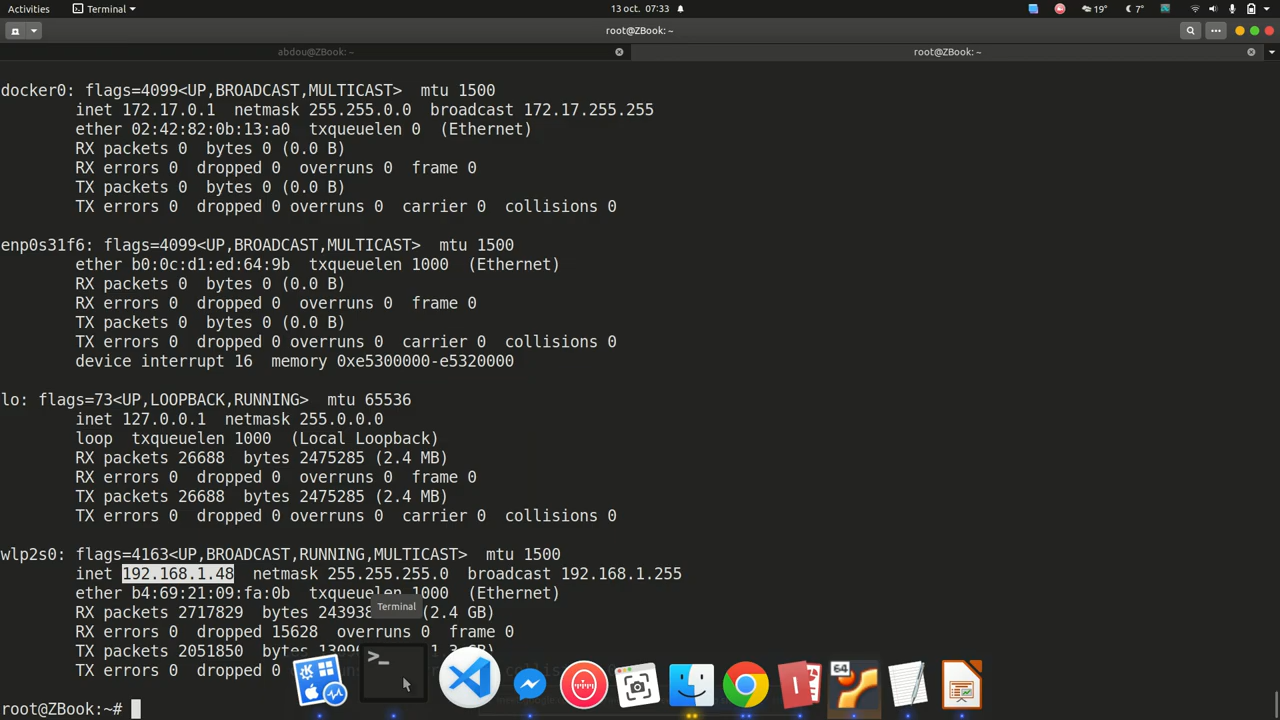 Activities Terminal 13 oct. 07:33 19° 7°
root@ZBook: ~
abdou@ZBook: ~ root@ZBook: ~
docker0: flags=4099<UP,BROADCAST,MULTICAST>  mtu 1500
        inet 172.17.0.1  netmask 255.255.0.0  broadcast 172.17.255.255
        ether 02:42:82:0b:13:a0  txqueuelen 0  (Ethernet)
        RX packets 0  bytes 0 (0.0 B)
        RX errors 0  dropped 0  overruns 0  frame 0
        TX packets 0  bytes 0 (0.0 B)
        TX errors 0  dropped 0 overruns 0  carrier 0  collisions 0
enp0s31f6: flags=4099<UP,BROADCAST,MULTICAST>  mtu 1500
        ether b0:0c:d1:ed:64:9b  txqueuelen 1000  (Ethernet)
        RX packets 0  bytes 0 (0.0 B)
        RX errors 0  dropped 0  overruns 0  frame 0
        TX packets 0  bytes 0 (0.0 B)
        TX errors 0  dropped 0 overruns 0  carrier 0  collisions 0
        device interrupt 16  memory 0xe5300000-e5320000
lo: flags=73<UP,LOOPBACK,RUNNING>  mtu 65536
        inet 127.0.0.1  netmask 255.0.0.0
        loop  txqueuelen 1000  (Local Loopback)
        RX packets 26688  bytes 2475285 (2.4 MB)
        RX errors 0  dropped 0  overruns 0  frame 0
        TX packets 26688  bytes 2475285 (2.4 MB)
        TX errors 0  dropped 0 overruns 0  carrier 0  collisions 0
wlp2s0: flags=4163<UP,BROADCAST,RUNNING,MULTICAST>  mtu 1500
        inet 192.168.1.48  netmask 255.255.255.0  broadcast 192.168.1.255
        ether b4:69:21:09:fa:0b  txqueuelen 1000  (Ethernet)
Terminal
        RX packets 2717829  bytes 24393 (2.4 GB)
        RX errors 0  dropped 15628  overruns 0  frame 0
        TX packets 2051850  bytes
        TX errors 0  dropped 0
64
root@ZBook:~#